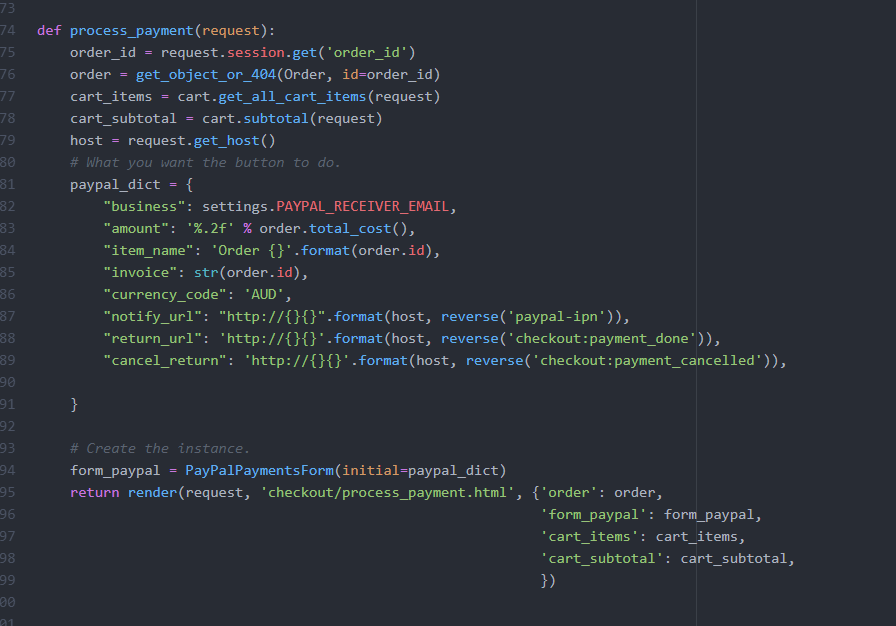 73
74 def process_payment(request):
75     order_id = request.session.get('order_id')
76     order = get_object_or_404(Order, id=order_id)
77     cart_items = cart.get_all_cart_items(request)
78     cart_subtotal = cart.subtotal(request)
79     host = request.get_host()
80     # What you want the button to do.
81     paypal_dict = {
82         "business": settings.PAYPAL_RECEIVER_EMAIL,
83         "amount": '%.2f' % order.total_cost(),
84         "item_name": 'Order {}'.format(order.id),
85         "invoice": str(order.id),
86         "currency_code": 'AUD',
87         "notify_url": "http://{}{}".format(host, reverse('paypal-ipn')),
88         "return_url": 'http://{}{}'.format(host, reverse('checkout:payment_done')),
89         "cancel_return": 'http://{}{}'.format(host, reverse('checkout:payment_cancelled')),
90
91     }
92
93     # Create the instance.
94     form_paypal = PayPalPaymentsForm(initial=paypal_dict)
95     return render(request, 'checkout/process_payment.html', {'order': order,
96                                                              'form_paypal': form_paypal,
97                                                              'cart_items': cart_items,
98                                                              'cart_subtotal': cart_subtotal,
99                                                              })
00
01